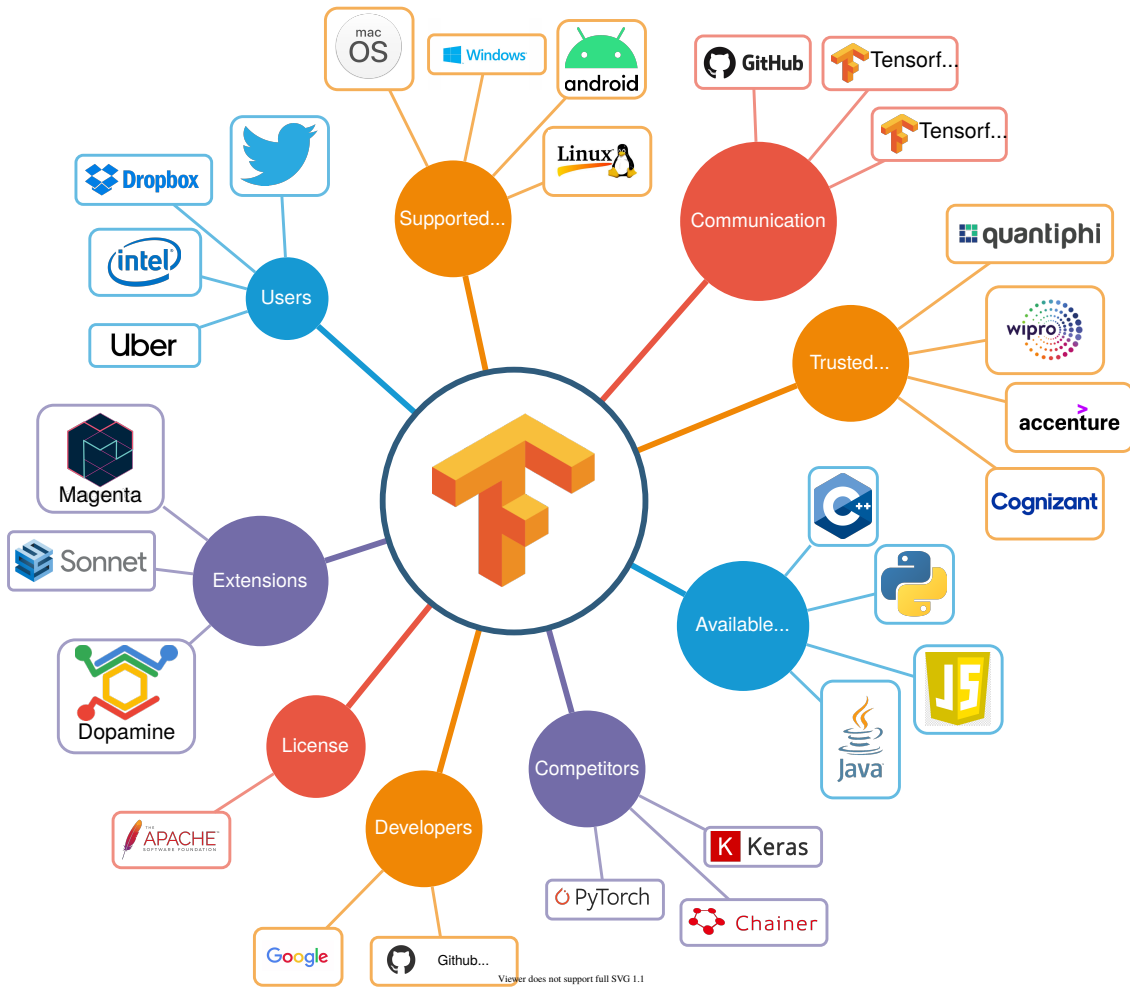 mac
OS
Windows
android
Linux
Supported...
GitHub
Tensorf...
Tensorf...
Communication
Dropbox
intel
Uber
Users
quantiphi
wipro
accenture
Cognizant
Trusted...
Magenta
Sonnet
Dopamine
Extensions
C++
JS
Java
Available...
License
THE
APACHE
SOFTWARE FOUNDATION
Developers
Google
Github...
Competitors
K Keras
PyTorch
Chainer
Viewer does not support full SVG 1.1